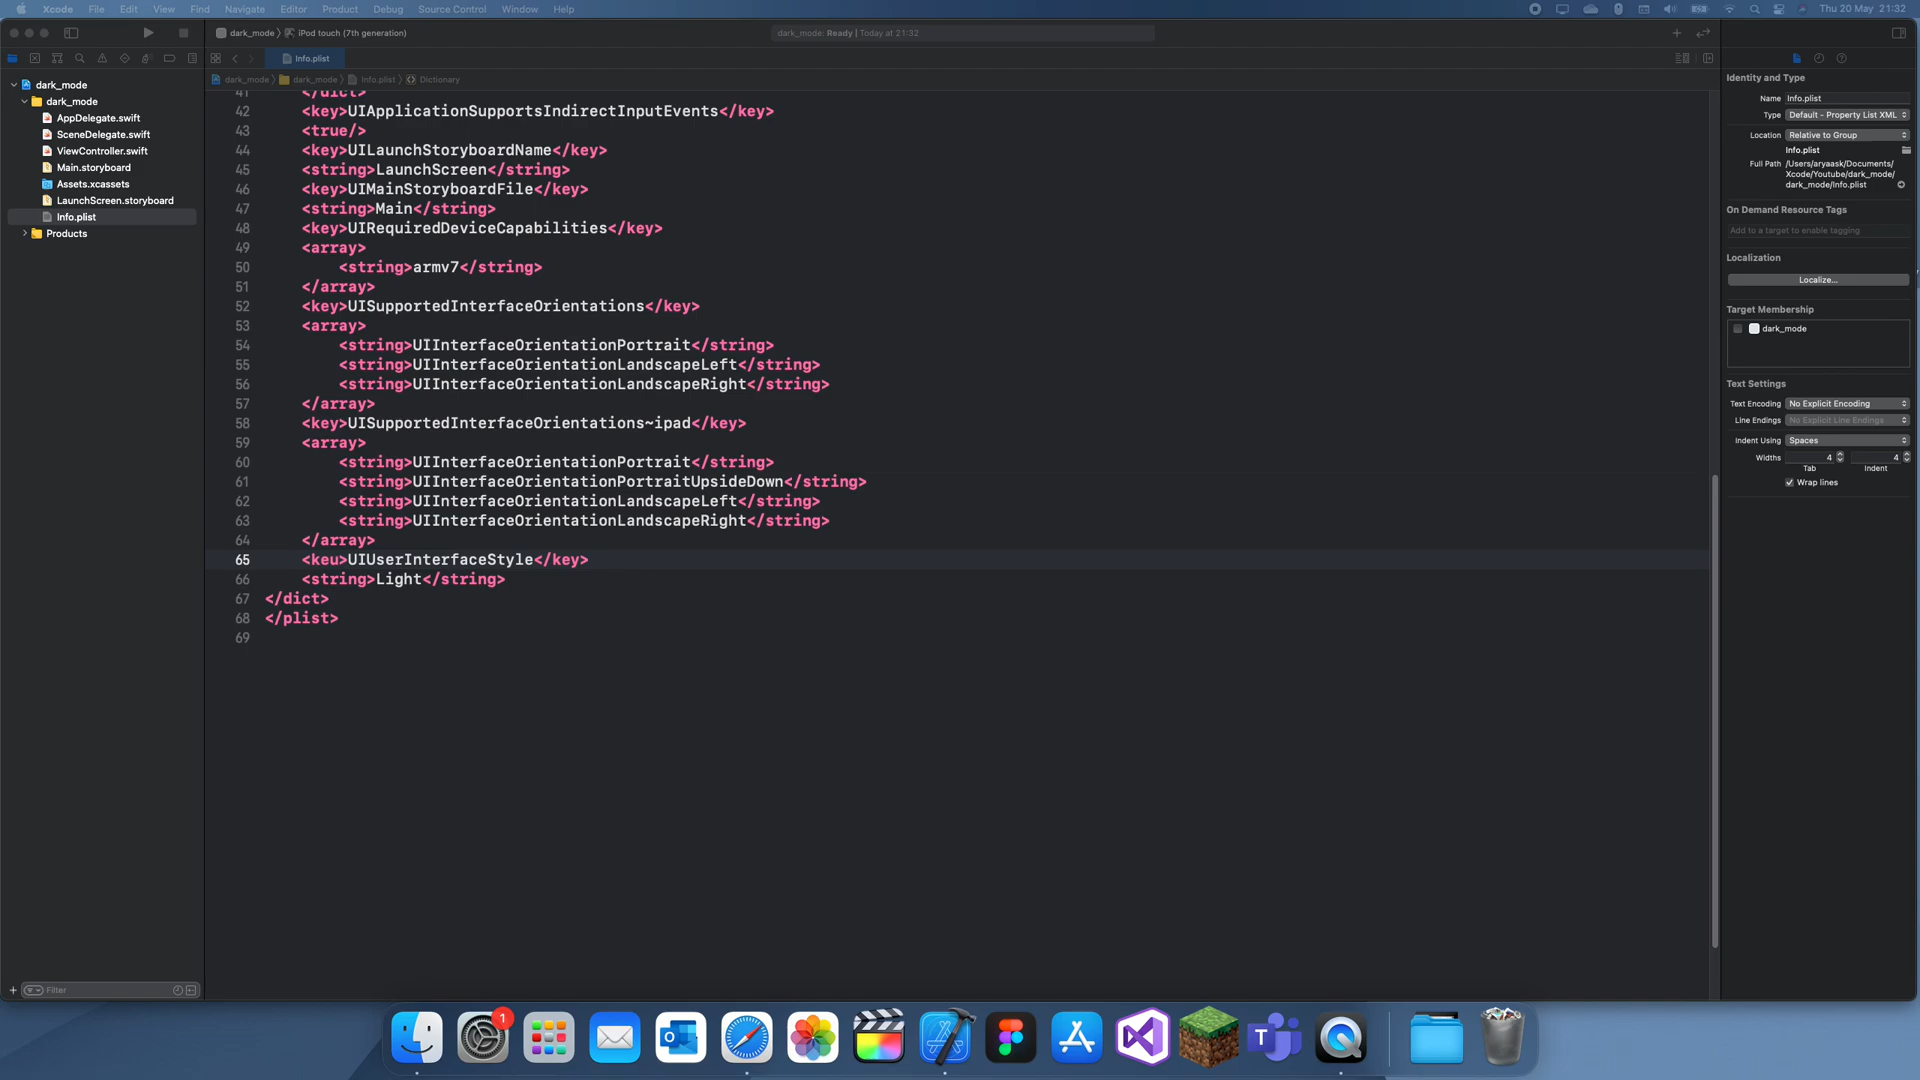 Xcode File Edit View Find Navigate Editor Product Debug Source Control Window Help Thu 20 May 21:32
dark_mode iPod touch (7th generation) dark_mode: Ready | Today at 21:32
Info.plist
dark_mode dark_mode Info.plist Dictionary
dark_mode
dark_mode
AppDelegate.swift
SceneDelegate.swift
ViewController.swift
Main.storyboard
Assets.xcassets
LaunchScreen.storyboard
Info.plist
Products
Filter
41 </dict>
42 <key>UIApplicationSupportsIndirectInputEvents</key>
43 <true/>
44 <key>UILaunchStoryboardName</key>
45 <string>LaunchScreen</string>
46 <key>UIMainStoryboardFile</key>
47 <string>Main</string>
48 <key>UIRequiredDeviceCapabilities</key>
49 <array>
50 <string>armv7</string>
51 </array>
52 <key>UISupportedInterfaceOrientations</key>
53 <array>
54 <string>UIInterfaceOrientationPortrait</string>
55 <string>UIInterfaceOrientationLandscapeLeft</string>
56 <string>UIInterfaceOrientationLandscapeRight</string>
57 </array>
58 <key>UISupportedInterfaceOrientations~ipad</key>
59 <array>
60 <string>UIInterfaceOrientationPortrait</string>
61 <string>UIInterfaceOrientationPortraitUpsideDown</string>
62 <string>UIInterfaceOrientationLandscapeLeft</string>
63 <string>UIInterfaceOrientationLandscapeRight</string>
64 </array>
65 <keu>UIUserInterfaceStyle</key>
66 <string>Light</string>
67 </dict>
68 </plist>
69
Identity and Type
Name Info.plist
Type Default - Property List XML
Location Relative to Group
Info.plist
Full Path /Users/aryaask/Documents/
Xcode/Youtube/dark_mode/
dark_mode/Info.plist
On Demand Resource Tags
Add to a target to enable tagging
Localization
Localize...
Target Membership
dark_mode
Text Settings
Text Encoding No Explicit Encoding
Line Endings No Explicit Line Endings
Indent Using Spaces
Widths 4 4
Tab Indent
Wrap lines
1